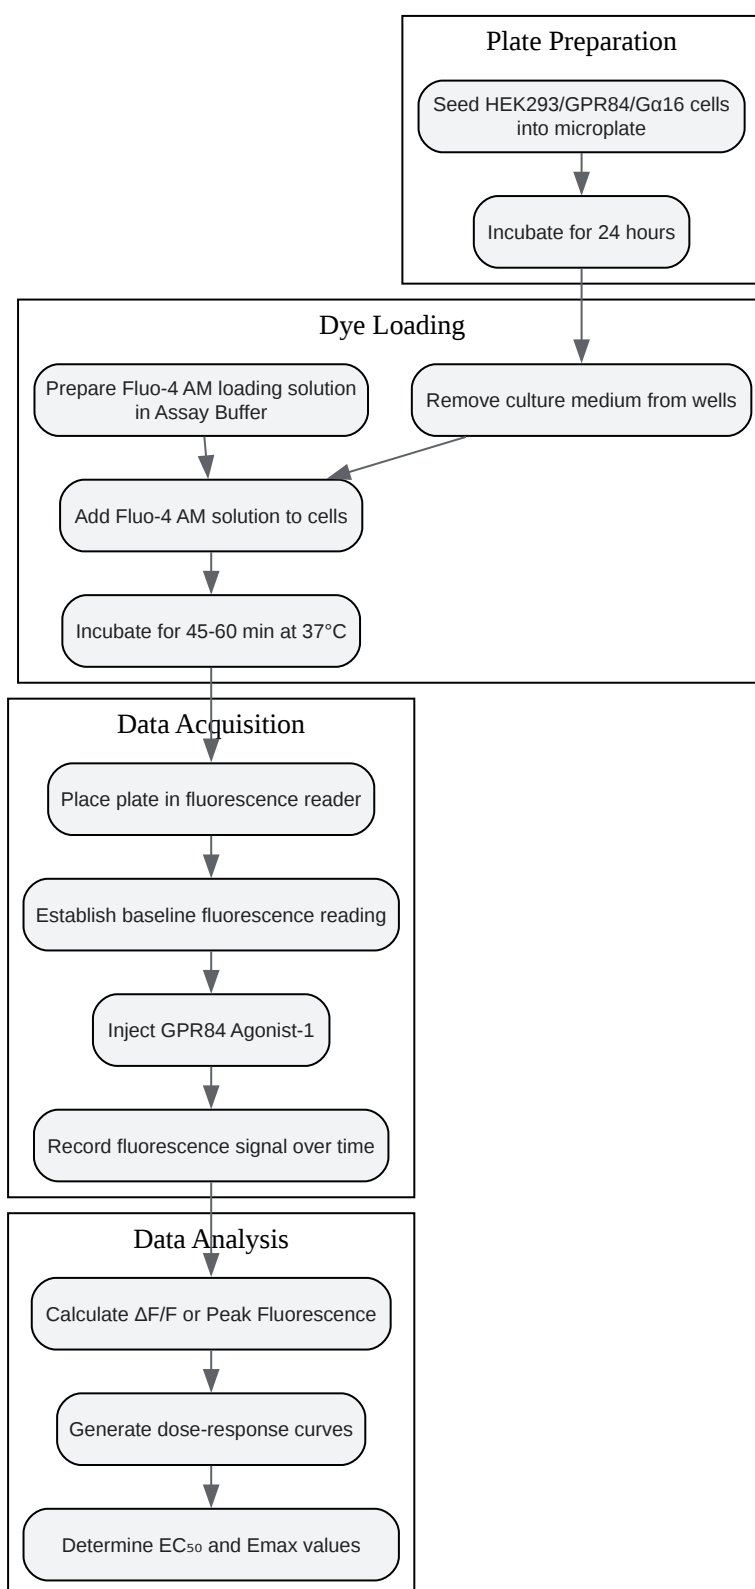 Plate Preparation
Seed HEK293/GPR84/Gα16 cells
into microplate
Incubate for 24 hours
Dye Loading
Prepare Fluo-4 AM loading solution
in Assay Buffer
Remove culture medium from wells
Add Fluo-4 AM solution to cells
Incubate for 45-60 min at 37°C
Data Acquisition
Place plate in fluorescence reader
Establish baseline fluorescence reading
Inject GPR84 Agonist-1
Record fluorescence signal over time
Data Analysis
Calculate ΔF/F or Peak Fluorescence
Generate dose-response curves
Determine EC₅₀ and Emax values